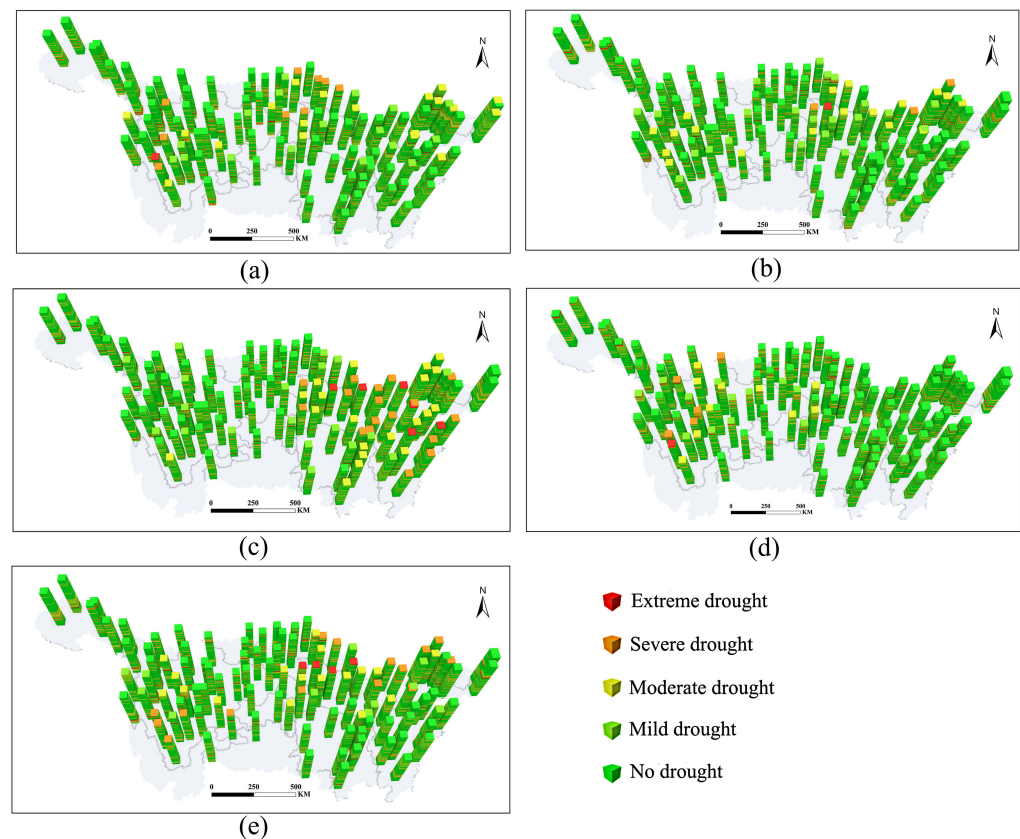 N
0 250 500
KM
(a)
N
0 250 500
KM
(b)
N
0 250 500
KM
(c)
N
0 250 500
KM
(d)
N
0 250 500
KM
(e)
Extreme drought
Severe drought
Moderate drought
Mild drought
No drought